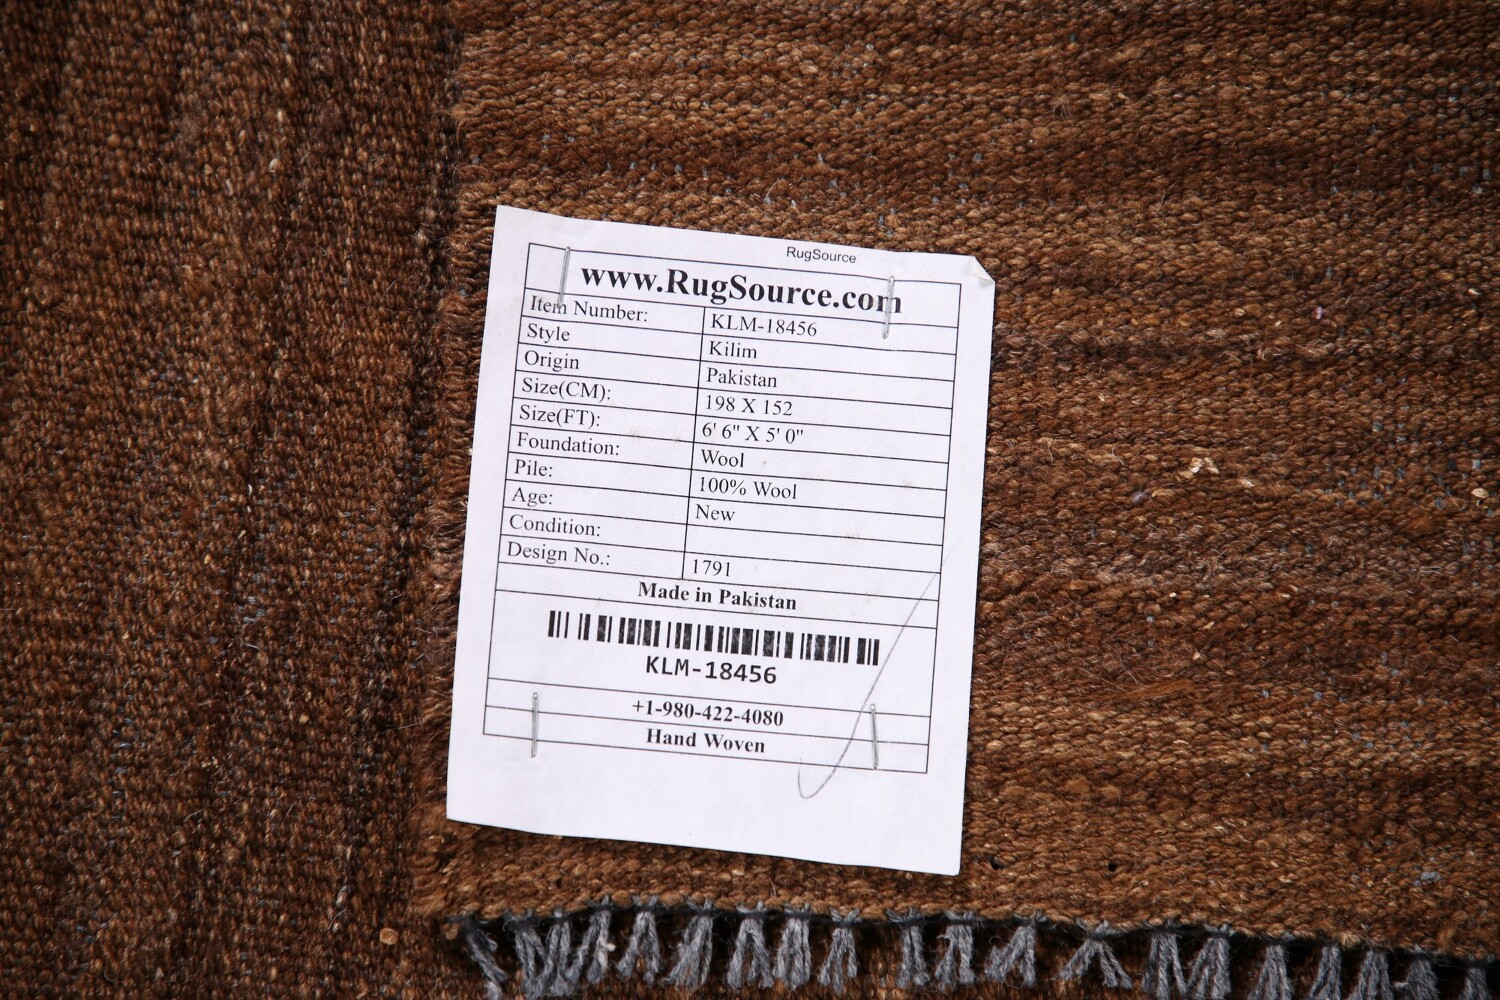 RugSource
www.RugSource.com
Item Number: KLM-18456
Style Kilim
Origin Pakistan
Size(CM): 198 X 152
Size(FT): 6' 6" X 5' 0"
Foundation: Wool
Pile: 100% Wool
Age: New
Condition:
Design No.: 1791
Made in Pakistan
KLM-18456
+1-980-422-4080
Hand Woven